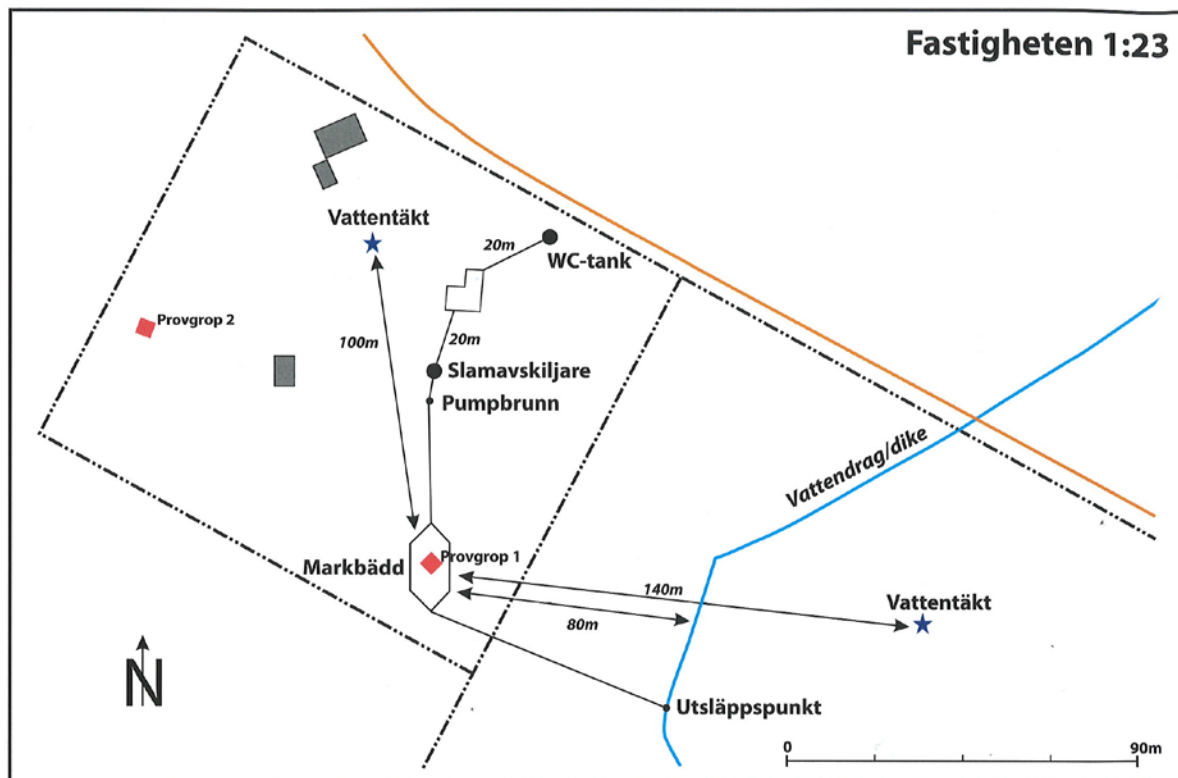 Fastigheten 1:23
Vattentäkt
20m
WC-tank
Provgrop 2
100m
20m
Slamavskiljare
Pumpbrunn
Vattendrag/dike
Provgrop 1
Markbädd
140m
80m
Vattentäkt
N
Utsläppspunkt
0
90m